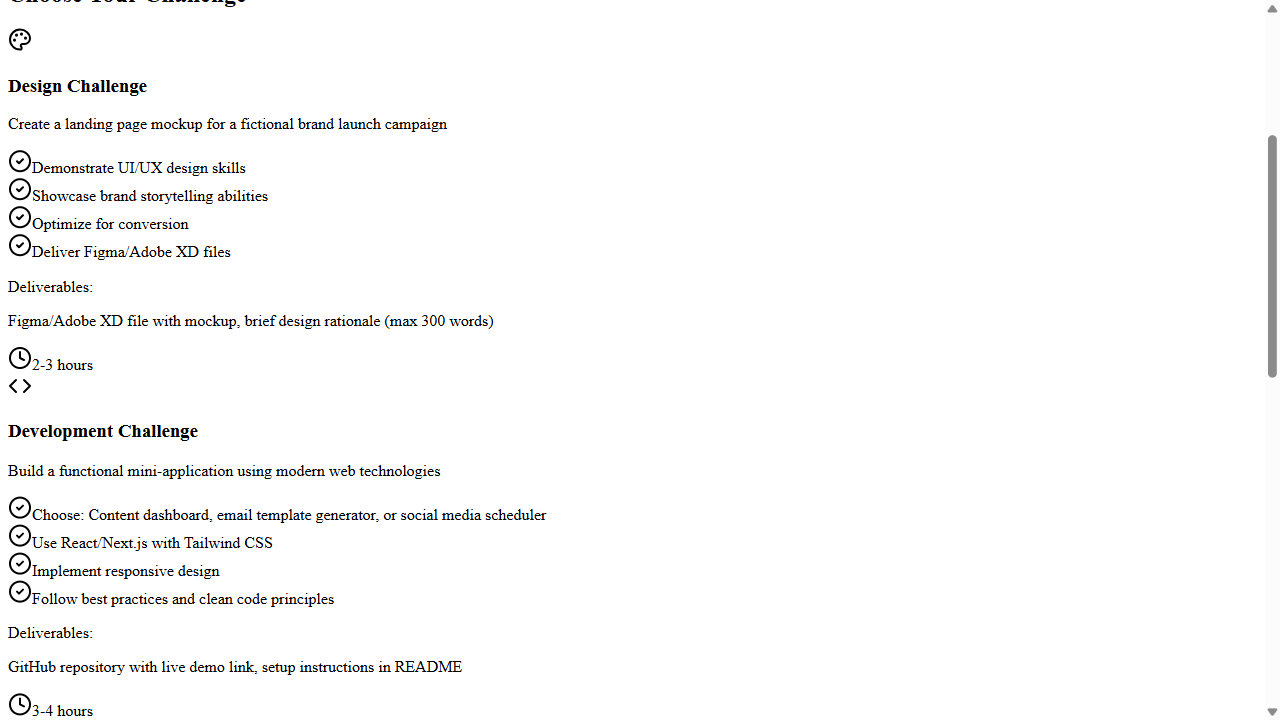 Choose Your Challenge
Design Challenge
Create a landing page mockup for a fictional brand launch campaign
Demonstrate UI/UX design skills
Showcase brand storytelling abilities
Optimize for conversion
Deliver Figma/Adobe XD files
Deliverables:
Figma/Adobe XD file with mockup, brief design rationale (max 300 words)
2-3 hours
Development Challenge
Build a functional mini-application using modern web technologies
Choose: Content dashboard, email template generator, or social media scheduler
Use React/Next.js with Tailwind CSS
Implement responsive design
Follow best practices and clean code principles
Deliverables:
GitHub repository with live demo link, setup instructions in README
3-4 hours